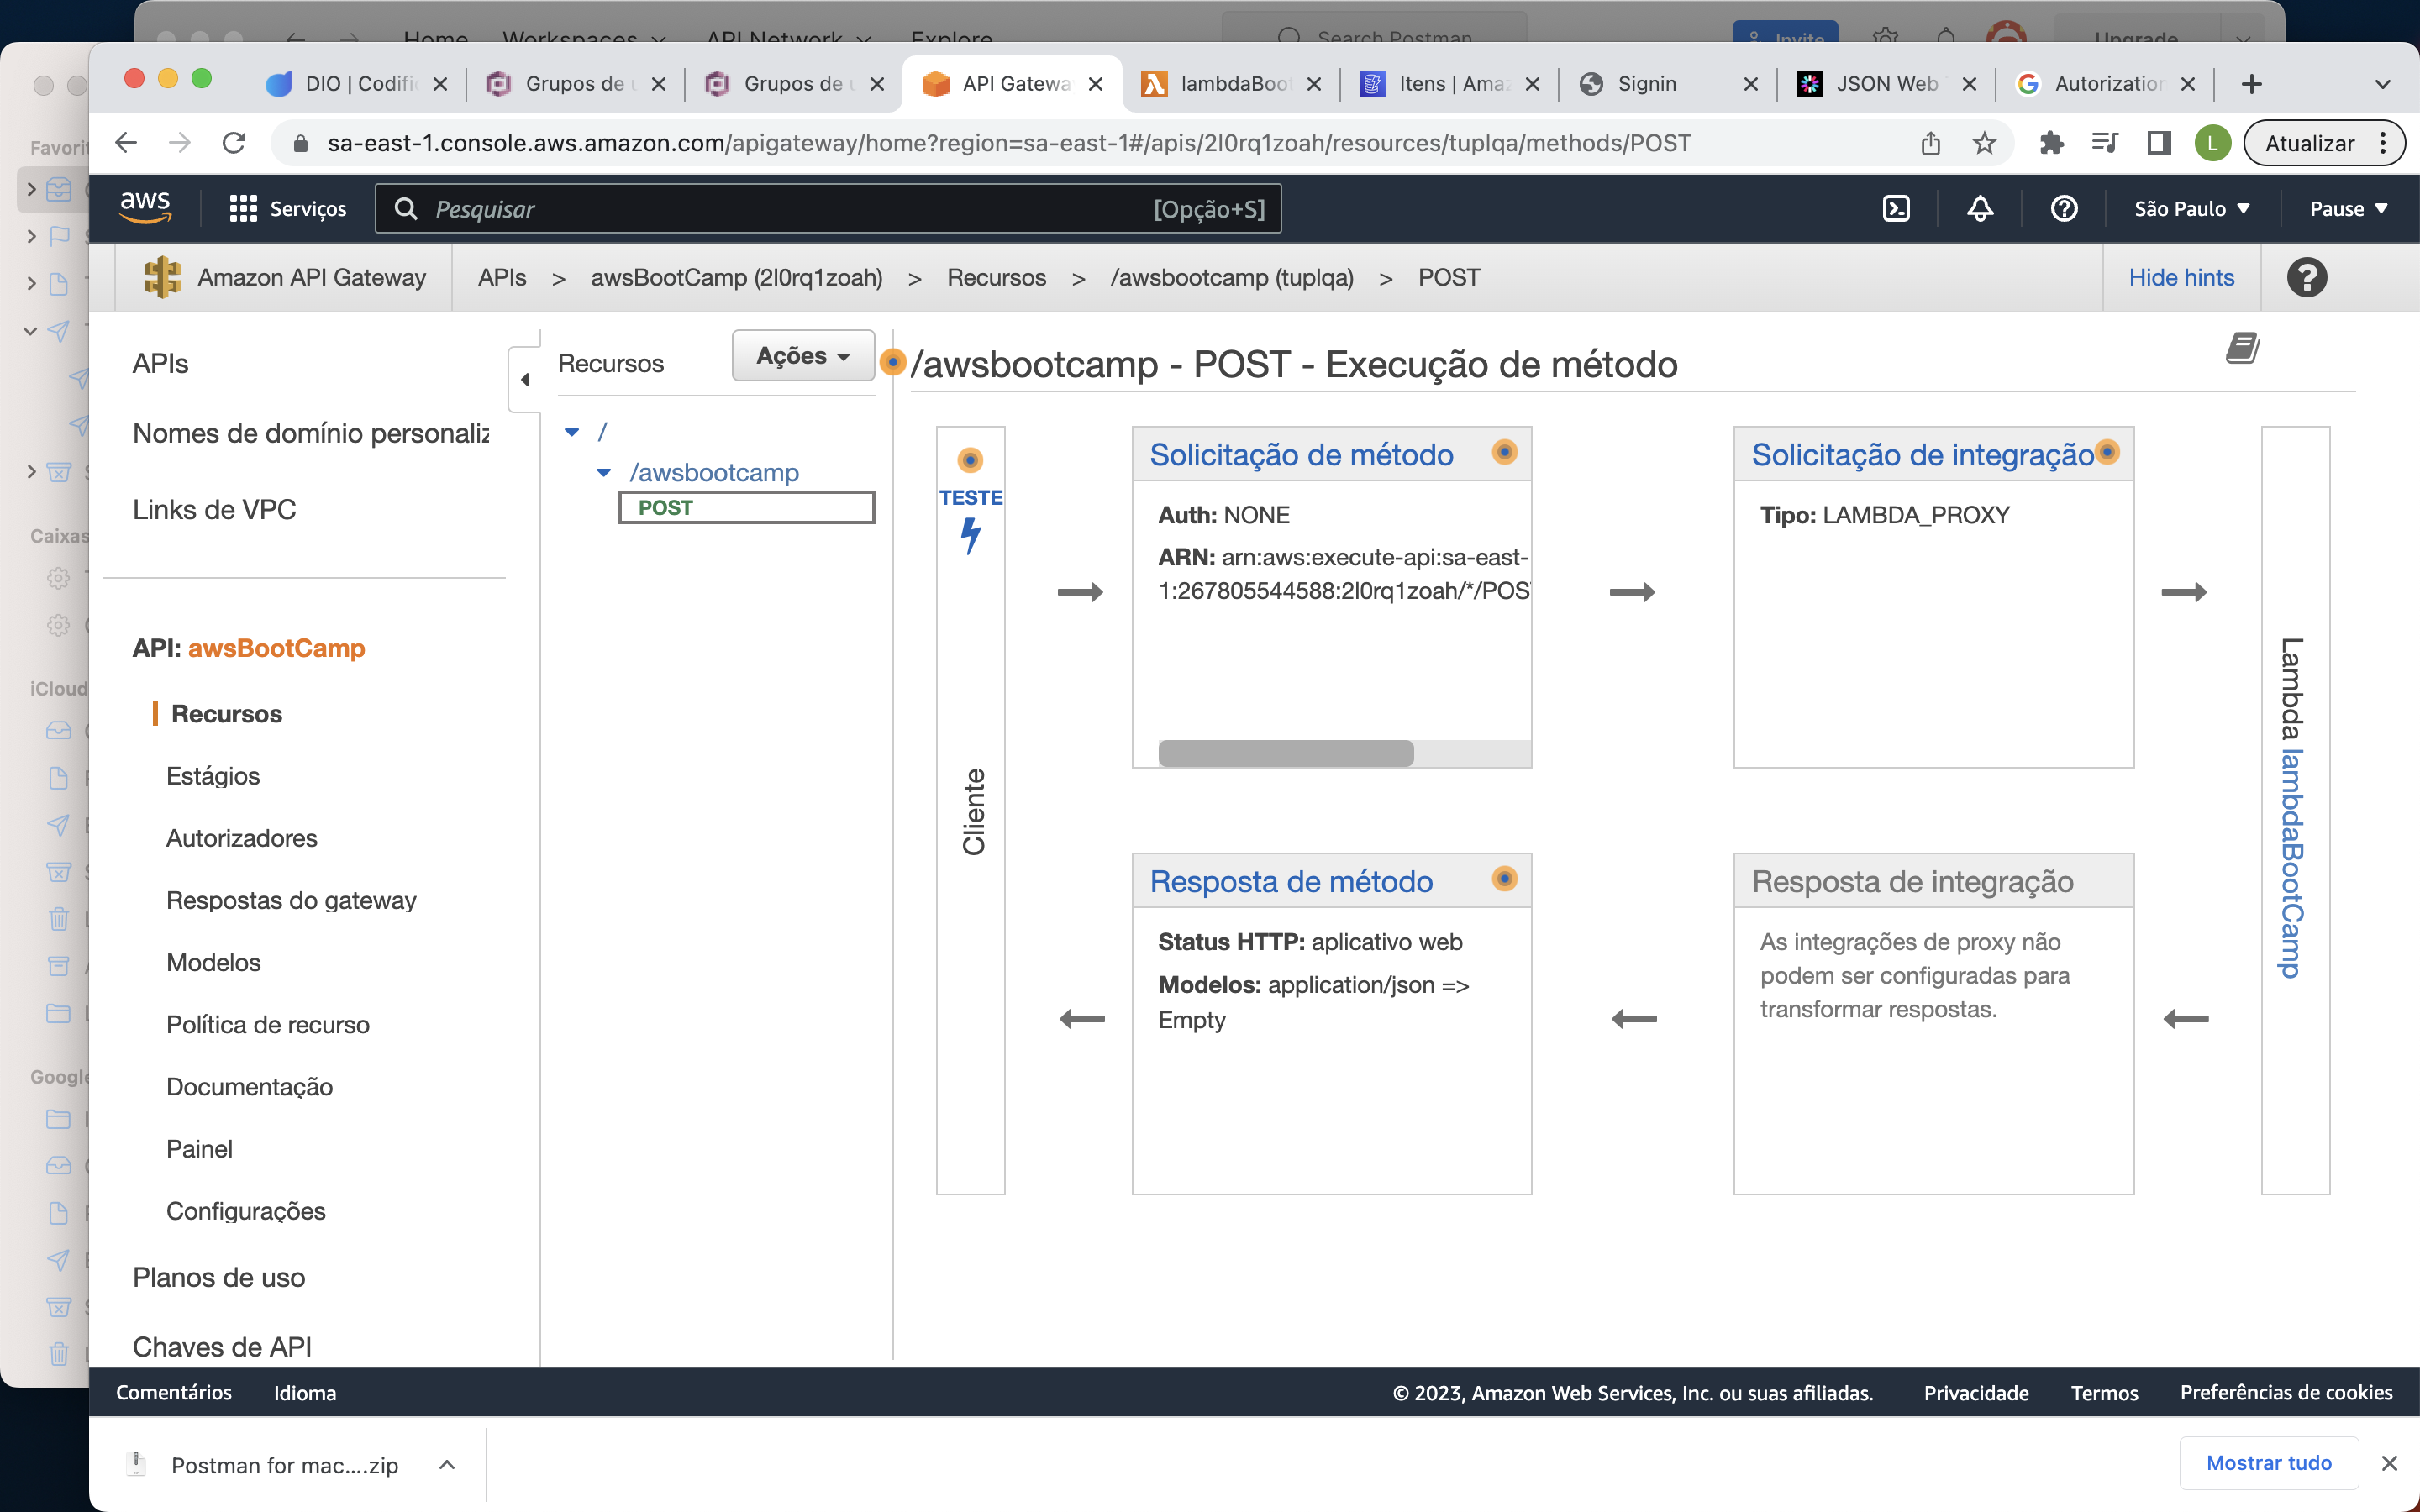 Home Workspaces API Network Explore Search Postman Invite Upgrade
DIO | Codifi Grupos de u Grupos de u API Gatewa lambdaBoot Itens | Amaz Signin JSON Web Autorization
sa-east-1.console.aws.amazon.com/apigateway/home?region=sa-east-1#/apis/2l0rq1zoah/resources/tuplqa/methods/POST
L Atualizar
aws Serviços Pesquisar [Opção+S] São Paulo Pause
Amazon API Gateway APIs > awsBootCamp (2l0rq1zoah) > Recursos > /awsbootcamp (tuplqa) > POST Hide hints
Favorit
Caixas
iCloud
Google
APIs
Nomes de domínio personaliz
Links de VPC
API: awsBootCamp
Recursos
Estágios
Autorizadores
Respostas do gateway
Modelos
Política de recurso
Documentação
Painel
Configurações
Planos de uso
Chaves de API
Recursos Ações
/
/awsbootcamp
POST
/awsbootcamp - POST - Execução de método
TESTE
Cliente
Solicitação de método
Auth: NONE
ARN: arn:aws:execute-api:sa-east-
1:267805544588:2l0rq1zoah/*/POS
Solicitação de integração
Tipo: LAMBDA_PROXY
Lambda lambdaBootCamp
Resposta de método
Status HTTP: aplicativo web
Modelos: application/json =>
Empty
Resposta de integração
As integrações de proxy não
podem ser configuradas para
transformar respostas.
Comentários Idioma © 2023, Amazon Web Services, Inc. ou suas afiliadas. Privacidade Termos Preferências de cookies
Postman for mac....zip Mostrar tudo